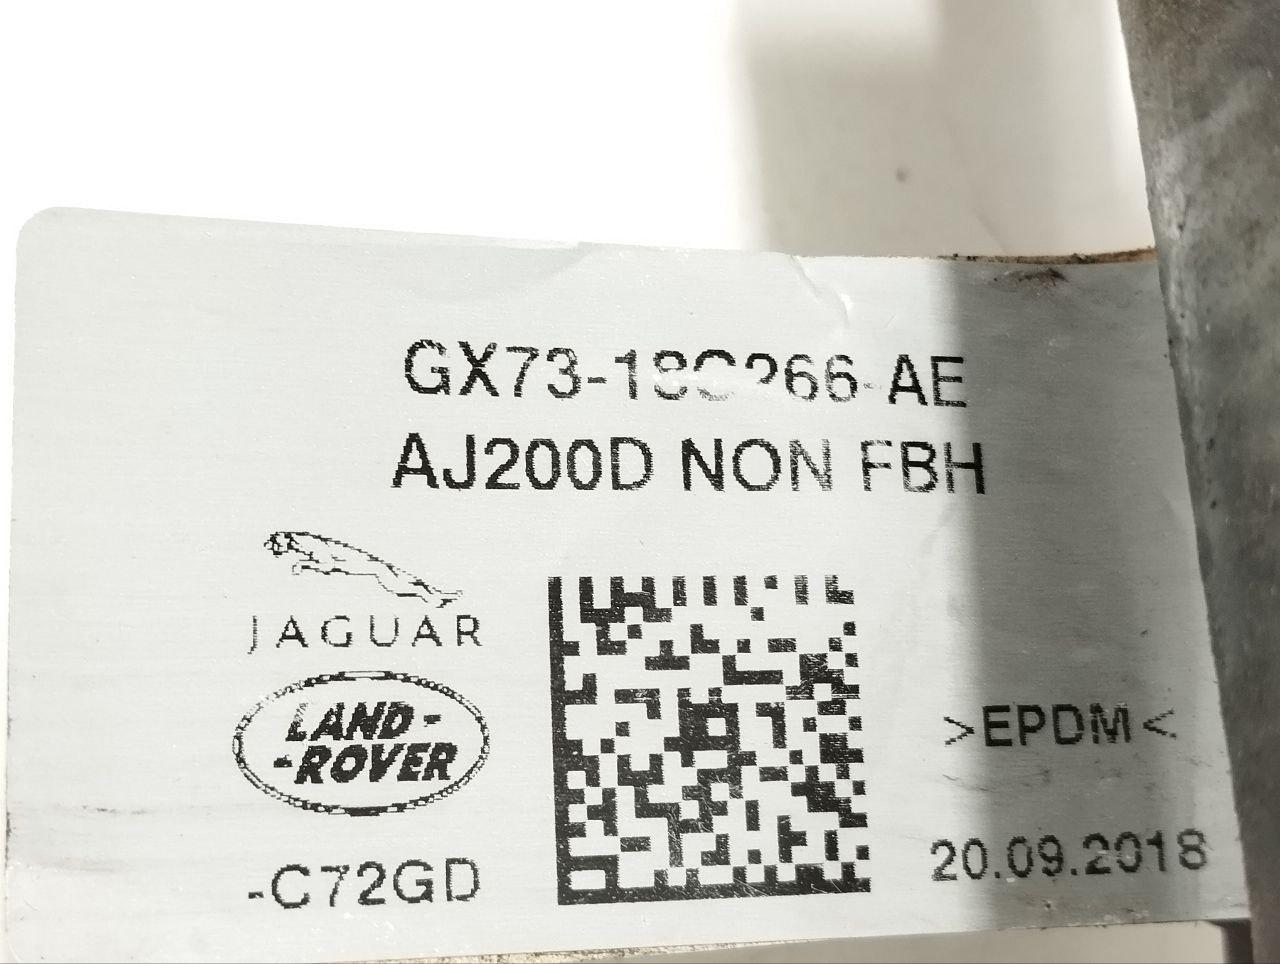 GX73-18C266-AE
AJ200D NON FBH
JAGUAR
LAND-
-ROVER
>EPDM<
-C72GD
20.09.2018